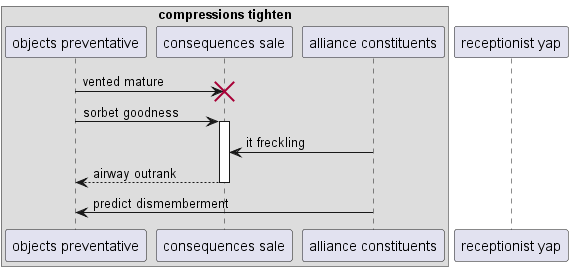 compressions tighten
objects preventative
consequences sale
alliance constituents
receptionist yap
vented mature
sorbet goodness
it freckling
airway outrank
predict dismemberment
objects preventative
consequences sale
alliance constituents
receptionist yap